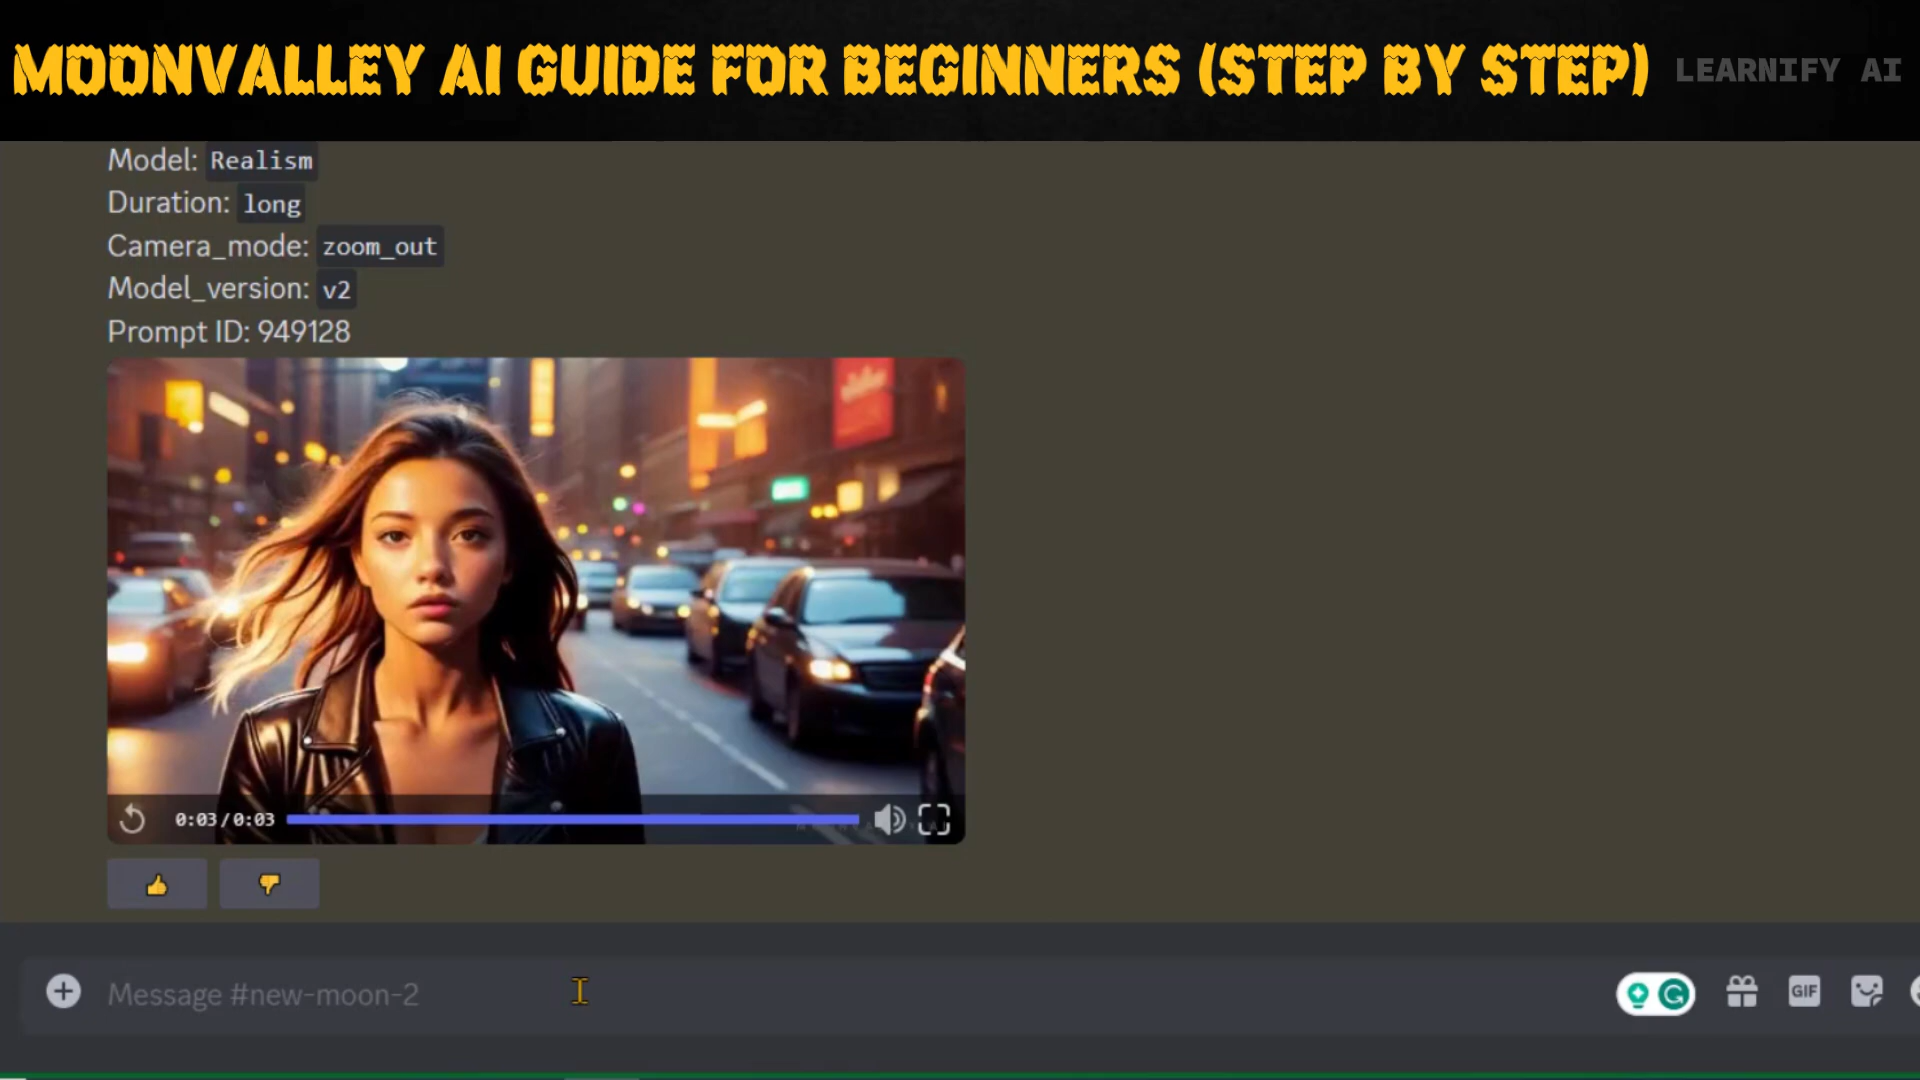 MOONVALLEY AI GUIDE FOR BEGINNERS (STEP BY STEP)
LEARNIFY AI
Model: Realism
Duration: long
Camera_mode: zoom_out
Model_version: v2
Prompt ID: 949128
0:03/0:03
Message #new-moon-2
GIF